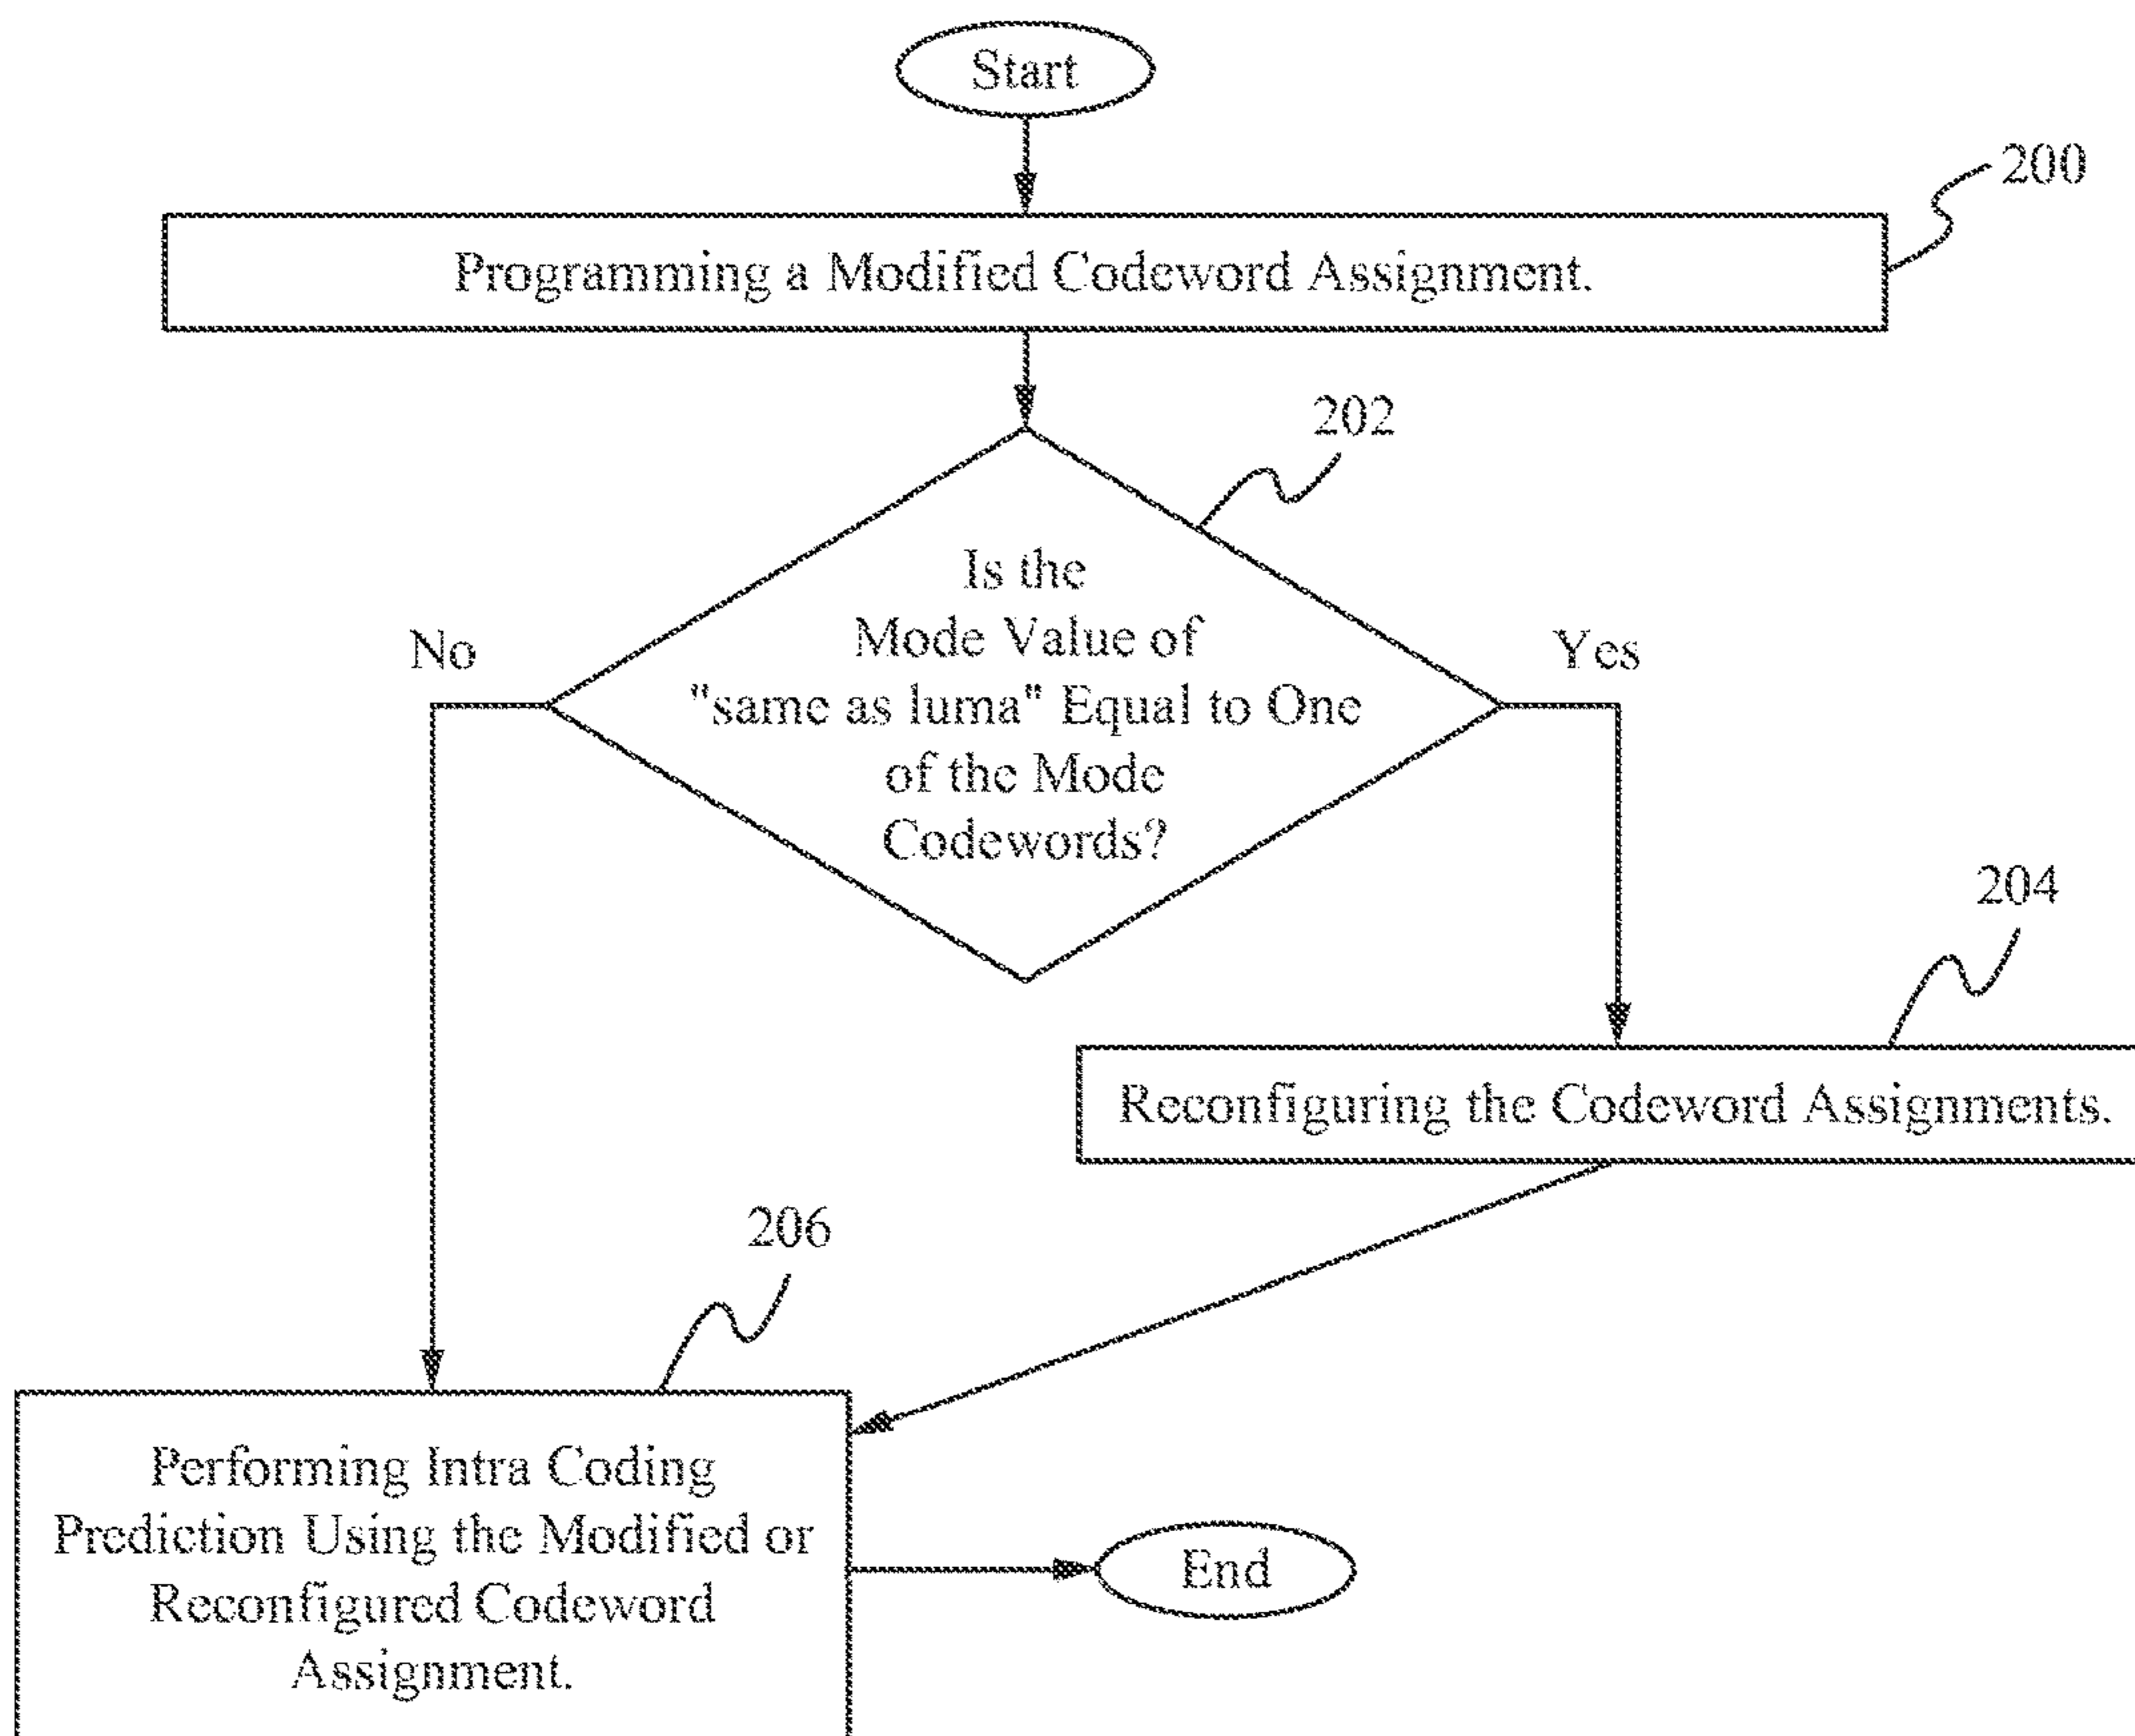 Start
200
Programming a Modified Codeword Assignment.
202
Is the
Mode Value of
No
Yes
"same as luma" Equal to One
of the Mode
Codewords?
204
Reconfiguring the Codeword Assignments.
206
Performing Intra Coding
Prediction Using the Modified or
Reconfigured Codeword
Assignment.
End